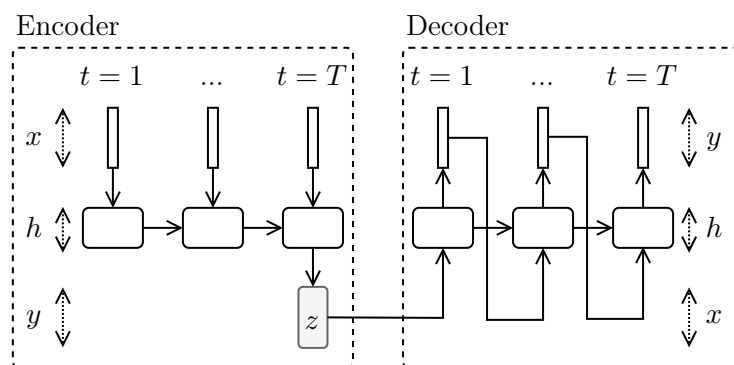 Encoder Decoder
t = 1 ... t = T t = 1 ... t = T
x y
h h
y z x